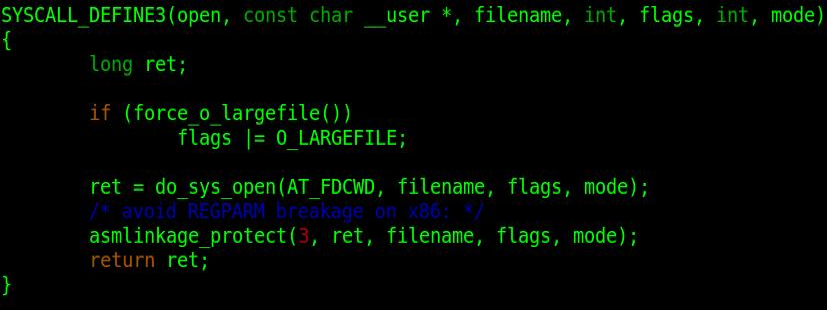 SYSCALL_DEFINE3(open, const char __user *, filename, int, flags, int, mode)
{
        long ret;

        if (force_o_largefile())
                flags |= O_LARGEFILE;

        ret = do_sys_open(AT_FDCWD, filename, flags, mode);
        /* avoid REGPARM breakage on x86: */
        asmlinkage_protect(3, ret, filename, flags, mode);
        return ret;
}